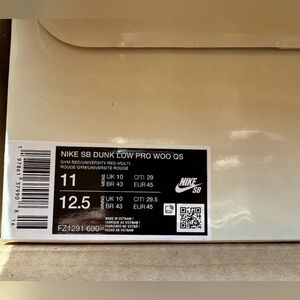 NIKE SB DUNK LOW PRO WOO QS
GYM RED/UNIVERSITY RED-MULTI
ROUGE GYM/UNIVERSITE ROUGE
11 UK 10 cm 29
BR 43 EUR 45
12.5 UK 10 cm 29.5
BR 43 EUR 45
NIKE
SB
FZ1291 600
MADE IN VIETNAM